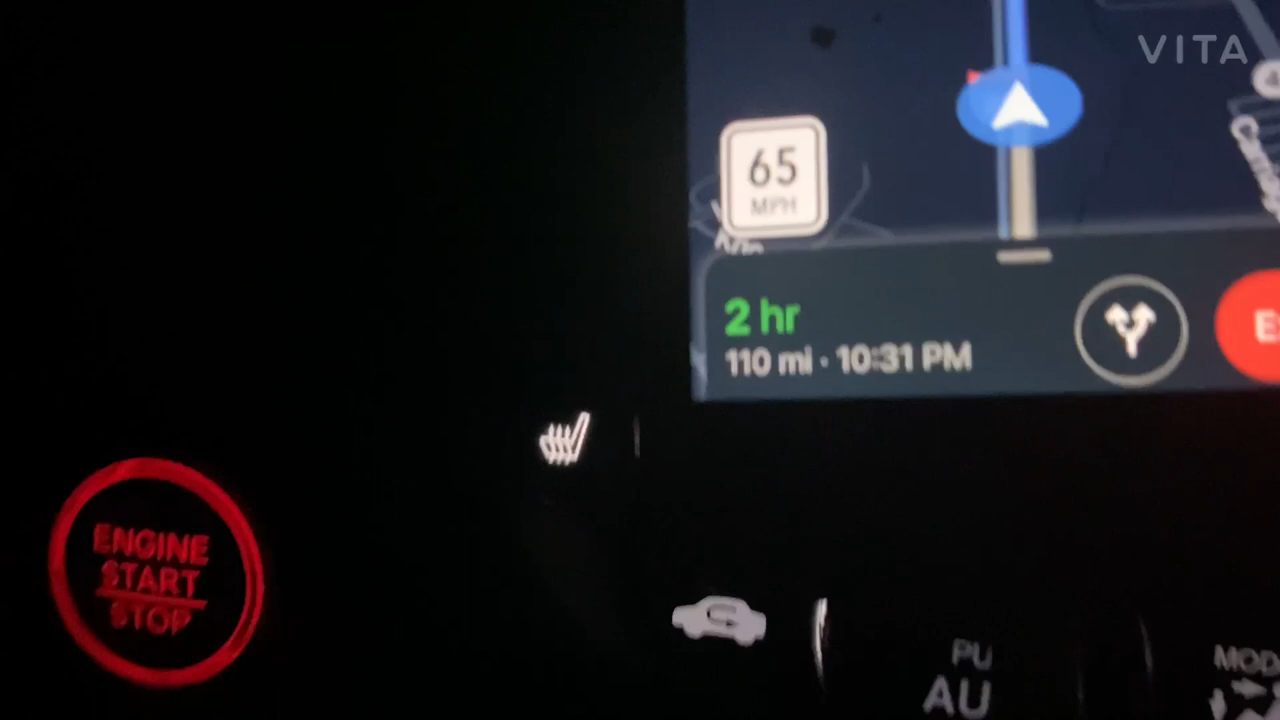 VITA
65
MPH
2 hr
110 mi · 10:31 PM
ENGINE
START
STOP
AU